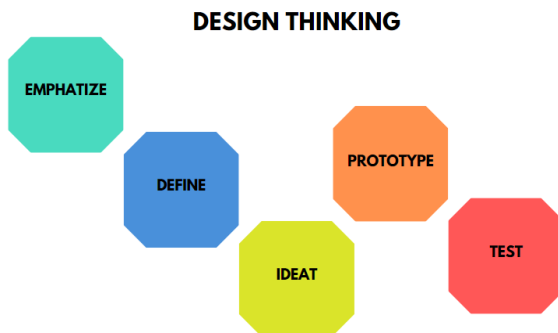 DESIGN THINKING
EMPHATIZE
DEFINE
IDEAT
PROTOTYPE
TEST